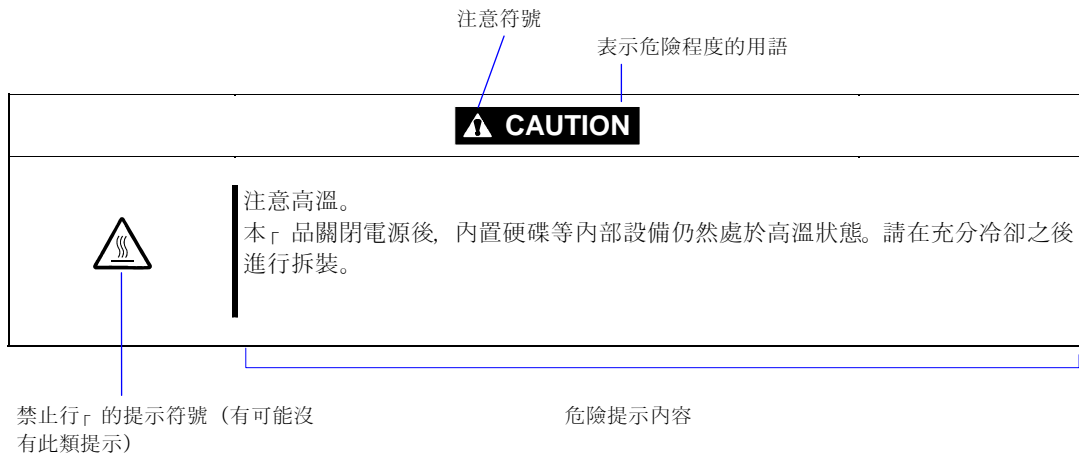 注意符號
表示危險程度的用語
CAUTION
注意高溫。
本┌ 品關閉電源後, 內置硬碟等內部設備仍然處於高溫狀態。請在充分冷卻之後
進行拆裝。
禁止行┌ 的提示符號 (有可能沒
有此類提示)
危險提示內容